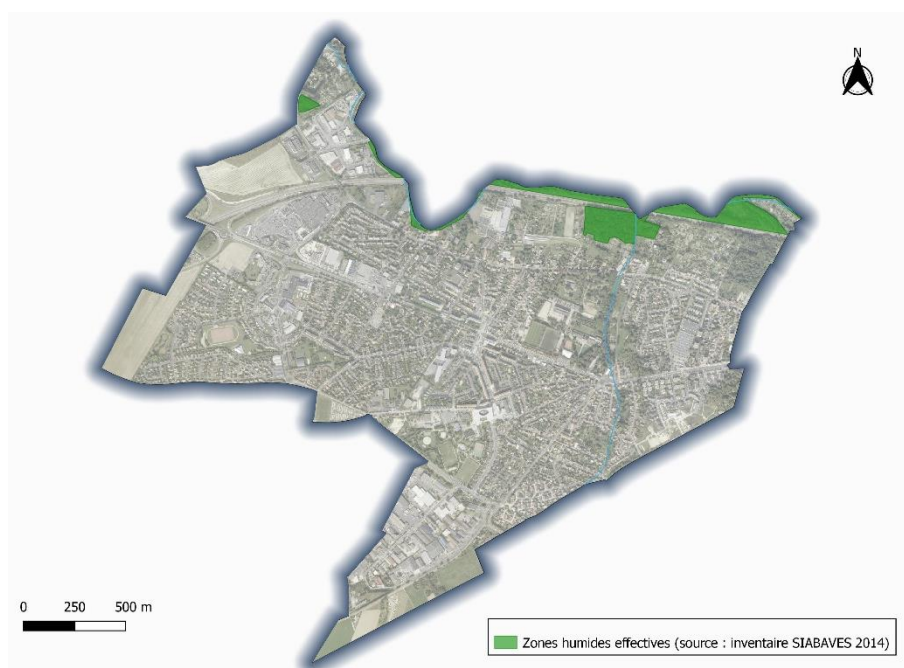 N
0 250 500 m
Zones humides effectives (source : inventaire SIABAVES 2014)